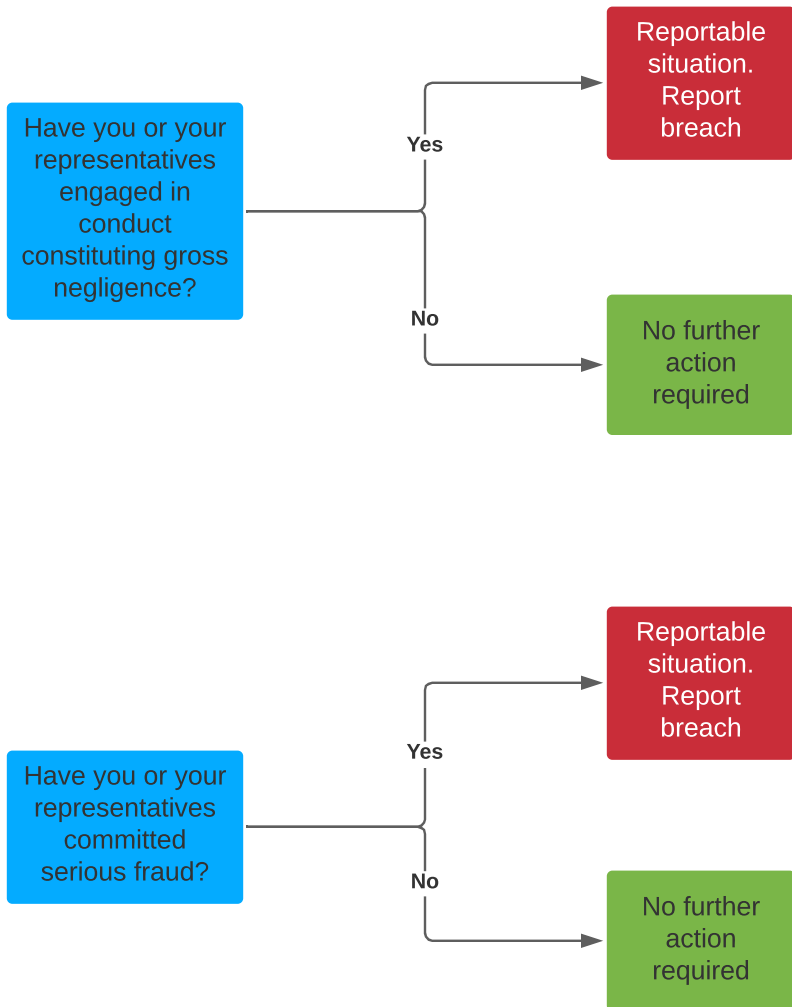 Have you or your
representatives
engaged in
conduct
constituting gross
negligence?
Yes
Reportable
situation.
Report
breach
No
No further
action
required
Have you or your
representatives
committed
serious fraud?
Yes
Reportable
situation.
Report
breach
No
No further
action
required